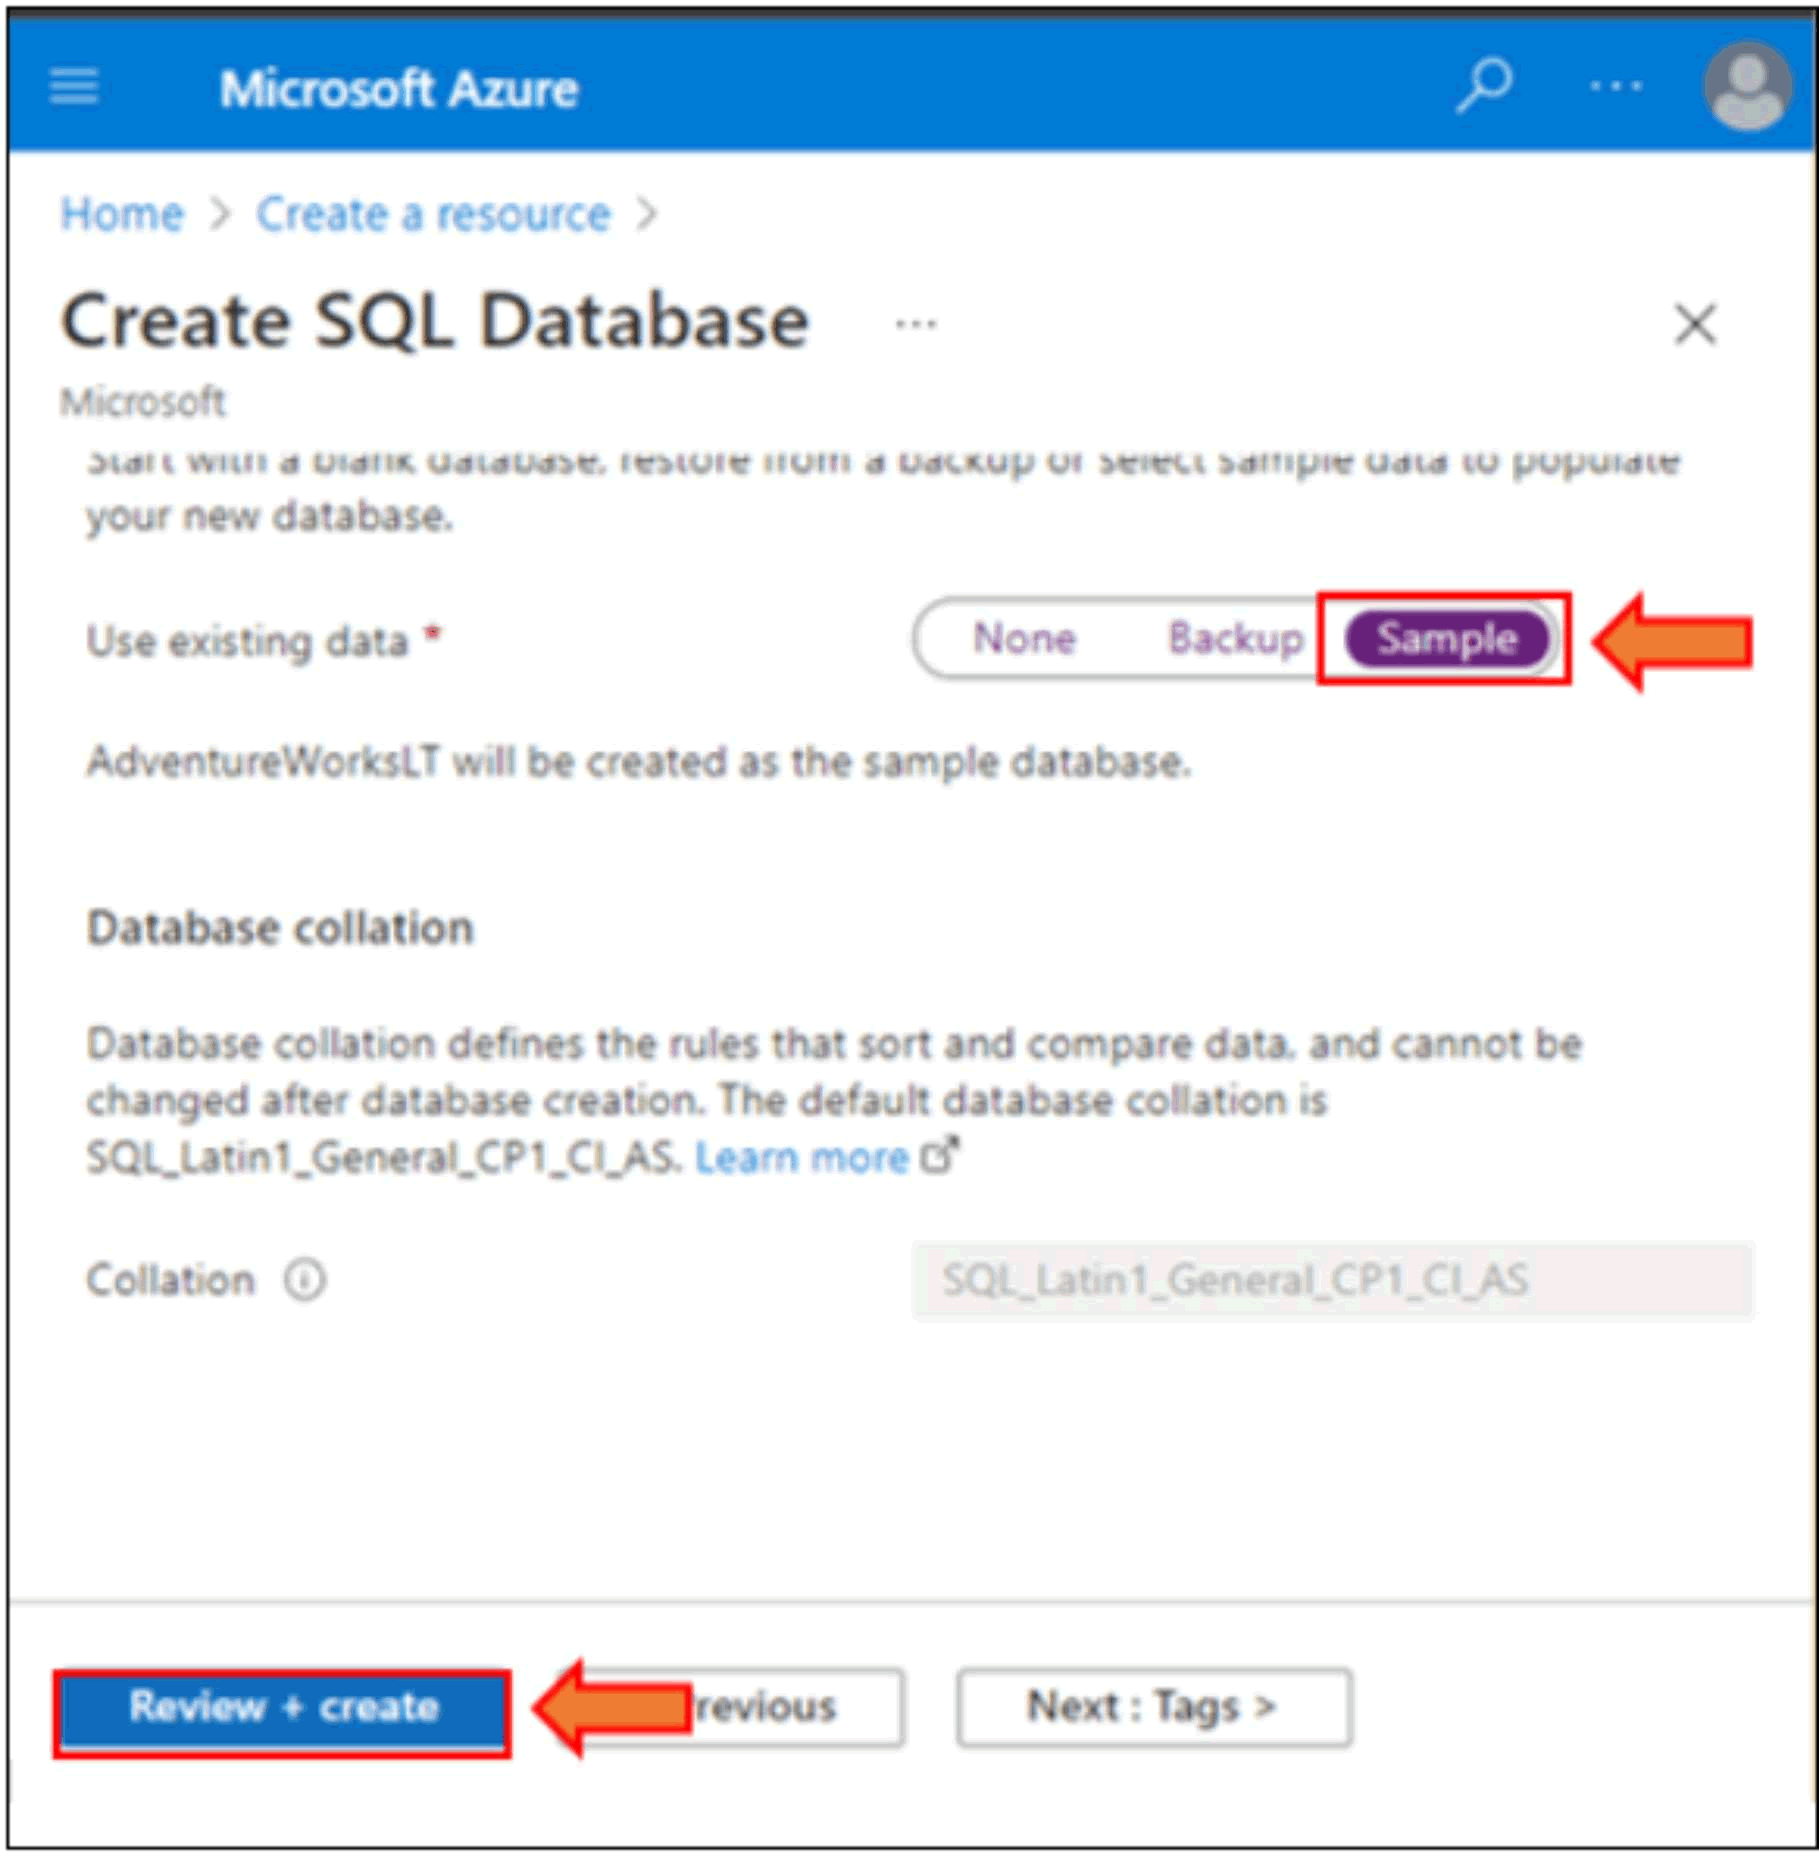 Microsoft Azure
Home > Create a resource >
Create SQL Database ...
Microsoft
Start with a blank database, restore from a backup or select sample data to populate
your new database.
Use existing data * None Backup Sample
AdventureWorksLT will be created as the sample database.
Database collation
Database collation defines the rules that sort and compare data, and cannot be
changed after database creation. The default database collation is
SQL_Latin1_General_CP1_CI_AS. Learn more
Collation SQL_Latin1_General_CP1_CI_AS
Review + create revious Next : Tags >